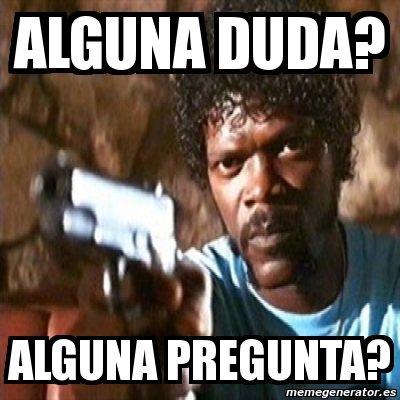 ALGUNA DUDA?
ALGUNA PREGUNTA?
memegenerator.es